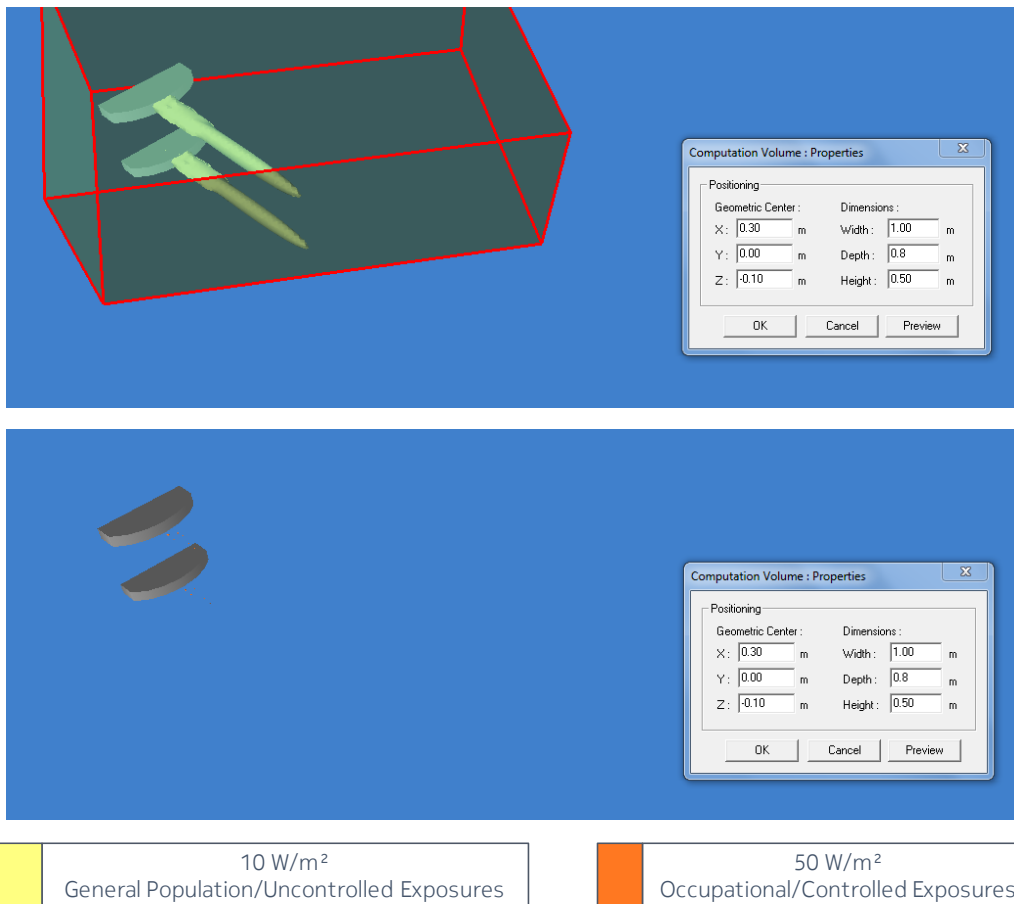 Computation Volume : Properties
Positioning
Geometric Center : Dimensions :
X : 0.30 m Width : 1.00 m
Y : 0.00 m Depth : 0.8 m
Z : -0.10 m Height : 0.50 m
OK Cancel Preview
Computation Volume : Properties
Positioning
Geometric Center : Dimensions :
X : 0.30 m Width : 1.00 m
Y : 0.00 m Depth : 0.8 m
Z : -0.10 m Height : 0.50 m
OK Cancel Preview
10 W/m²
General Population/Uncontrolled Exposures
50 W/m²
Occupational/Controlled Exposures